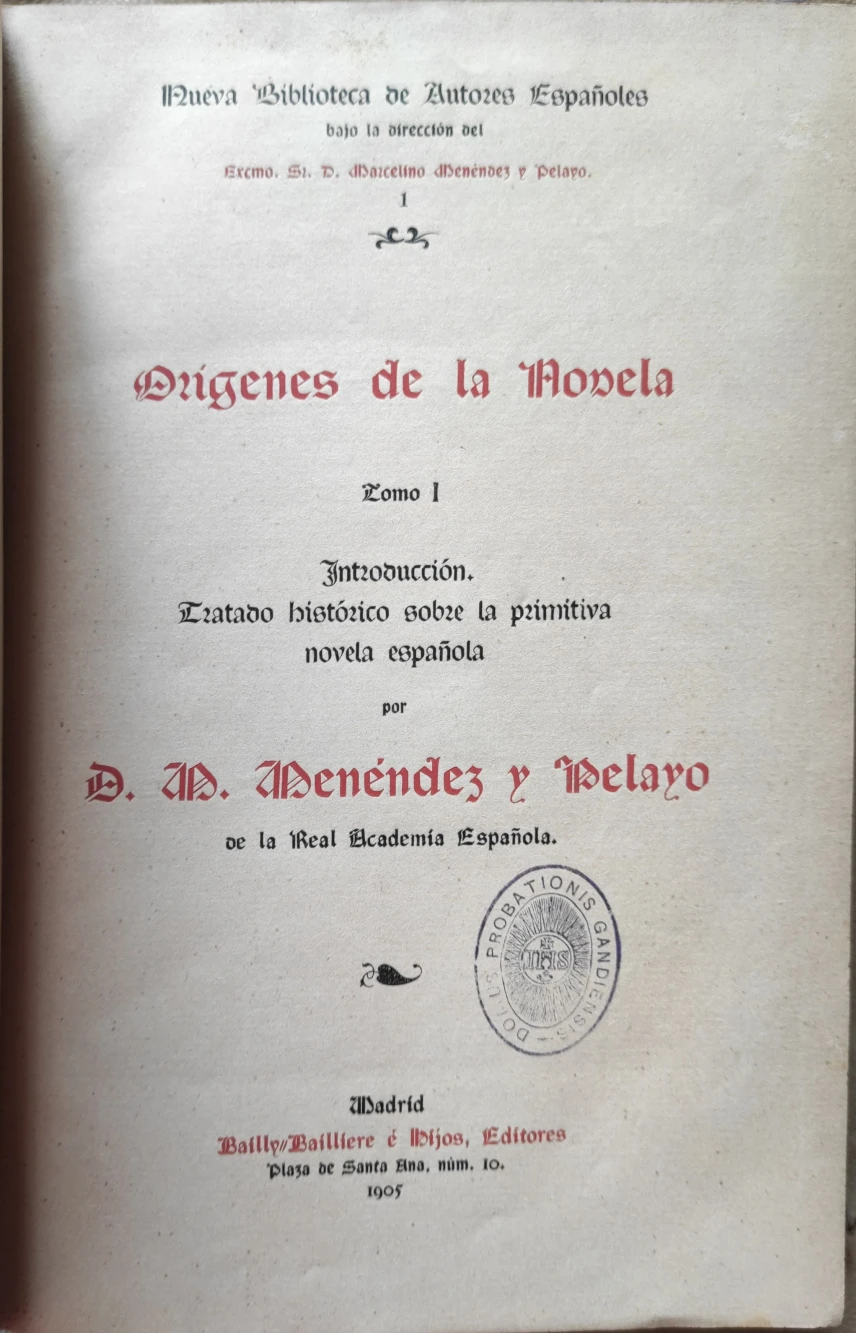 Nueva Biblioteca de Autores Españoles
bajo la dirección del
Excmo. Sr. D. Marcelino Menéndez y Pelayo.
1
Orígenes de la Novela
Tomo I
Introducción.
Tratado histórico sobre la primitiva
novela española
por
D. M. Menéndez y Pelayo
de la Real Academia Española.
DOMUS PROBATIONIS GANDIENSIS
IHS
Madrid
Bailly//Bailliere é Hijos, Editores
Plaza de Santa Ana, núm. 10.
1905